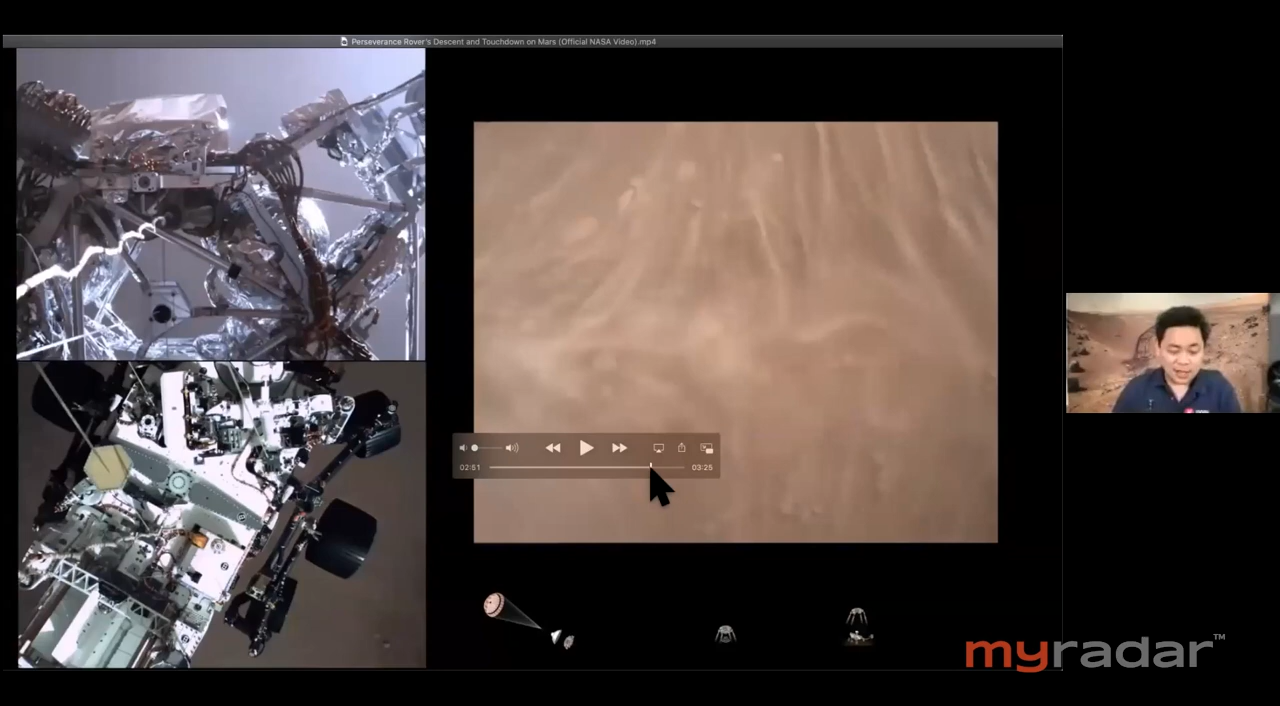 Perseverance Rover's Descent and Touchdown on Mars (Official NASA Video).mp4
02:51
03:25
myradar™